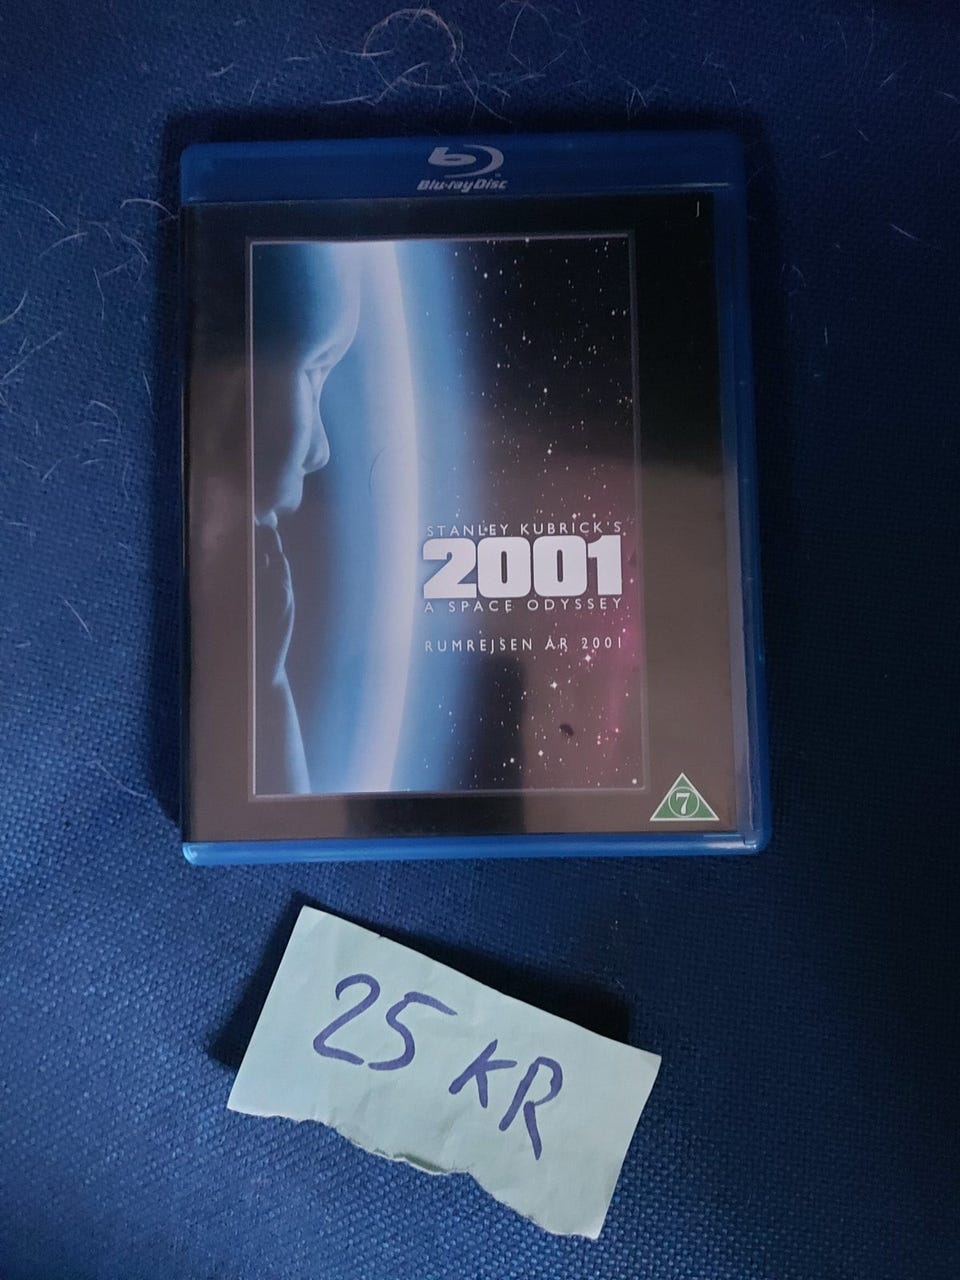 Blu-ray Disc
STANLEY KUBRICK'S
2001
A SPACE ODYSSEY
RUMREJSEN ÅR 2001
7
25 KR